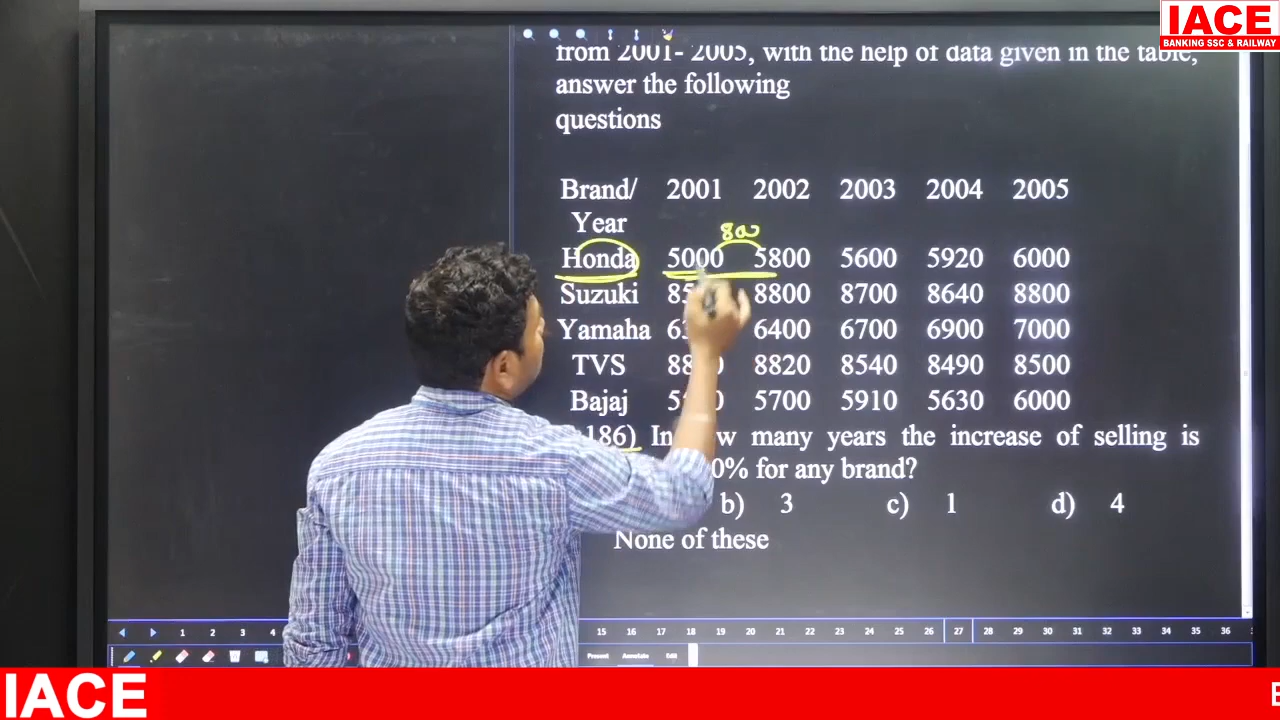 IACE
BANKING SSC & RAILWAY
from 2001- 2005, with the help of data given in the table,
answer the following
questions
Brand/ 2001 2002 2003 2004 2005
Year
800
Honda 5000 5800 5600 5920 6000
Suzuki 8800 8700 8640 8800
Yamaha 6400 6700 6900 7000
TVS 8820 8540 8490 8500
Bajaj 5700 5910 5630 6000
186) In many years the increase of selling is
0% for any brand?
b) 3 c) 1 d) 4
None of these
1 2 3 4 15 16 17 18 19 20 21 22 23 24 25 26 27 28 29 30 31 32 33 34 35 36
Present Annotate Edit
IACE